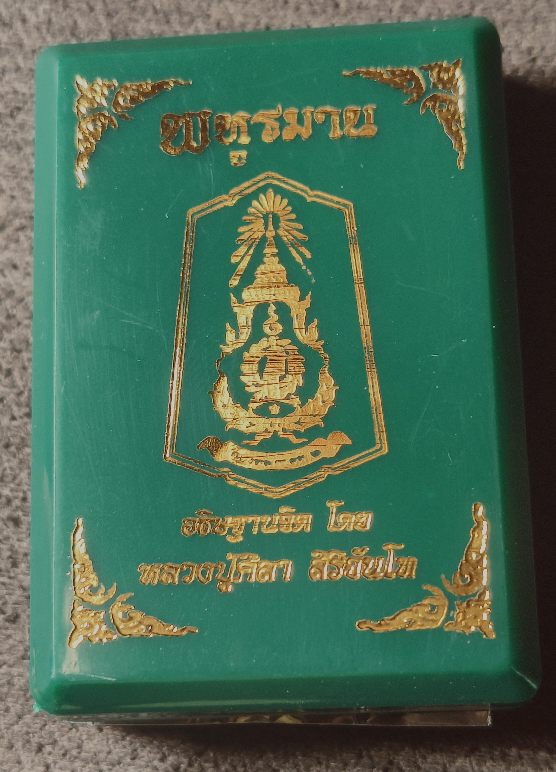 พทูรมาน
อธิษฐานจิต โดย
หลวงปู่ศิลา สิริจันโท